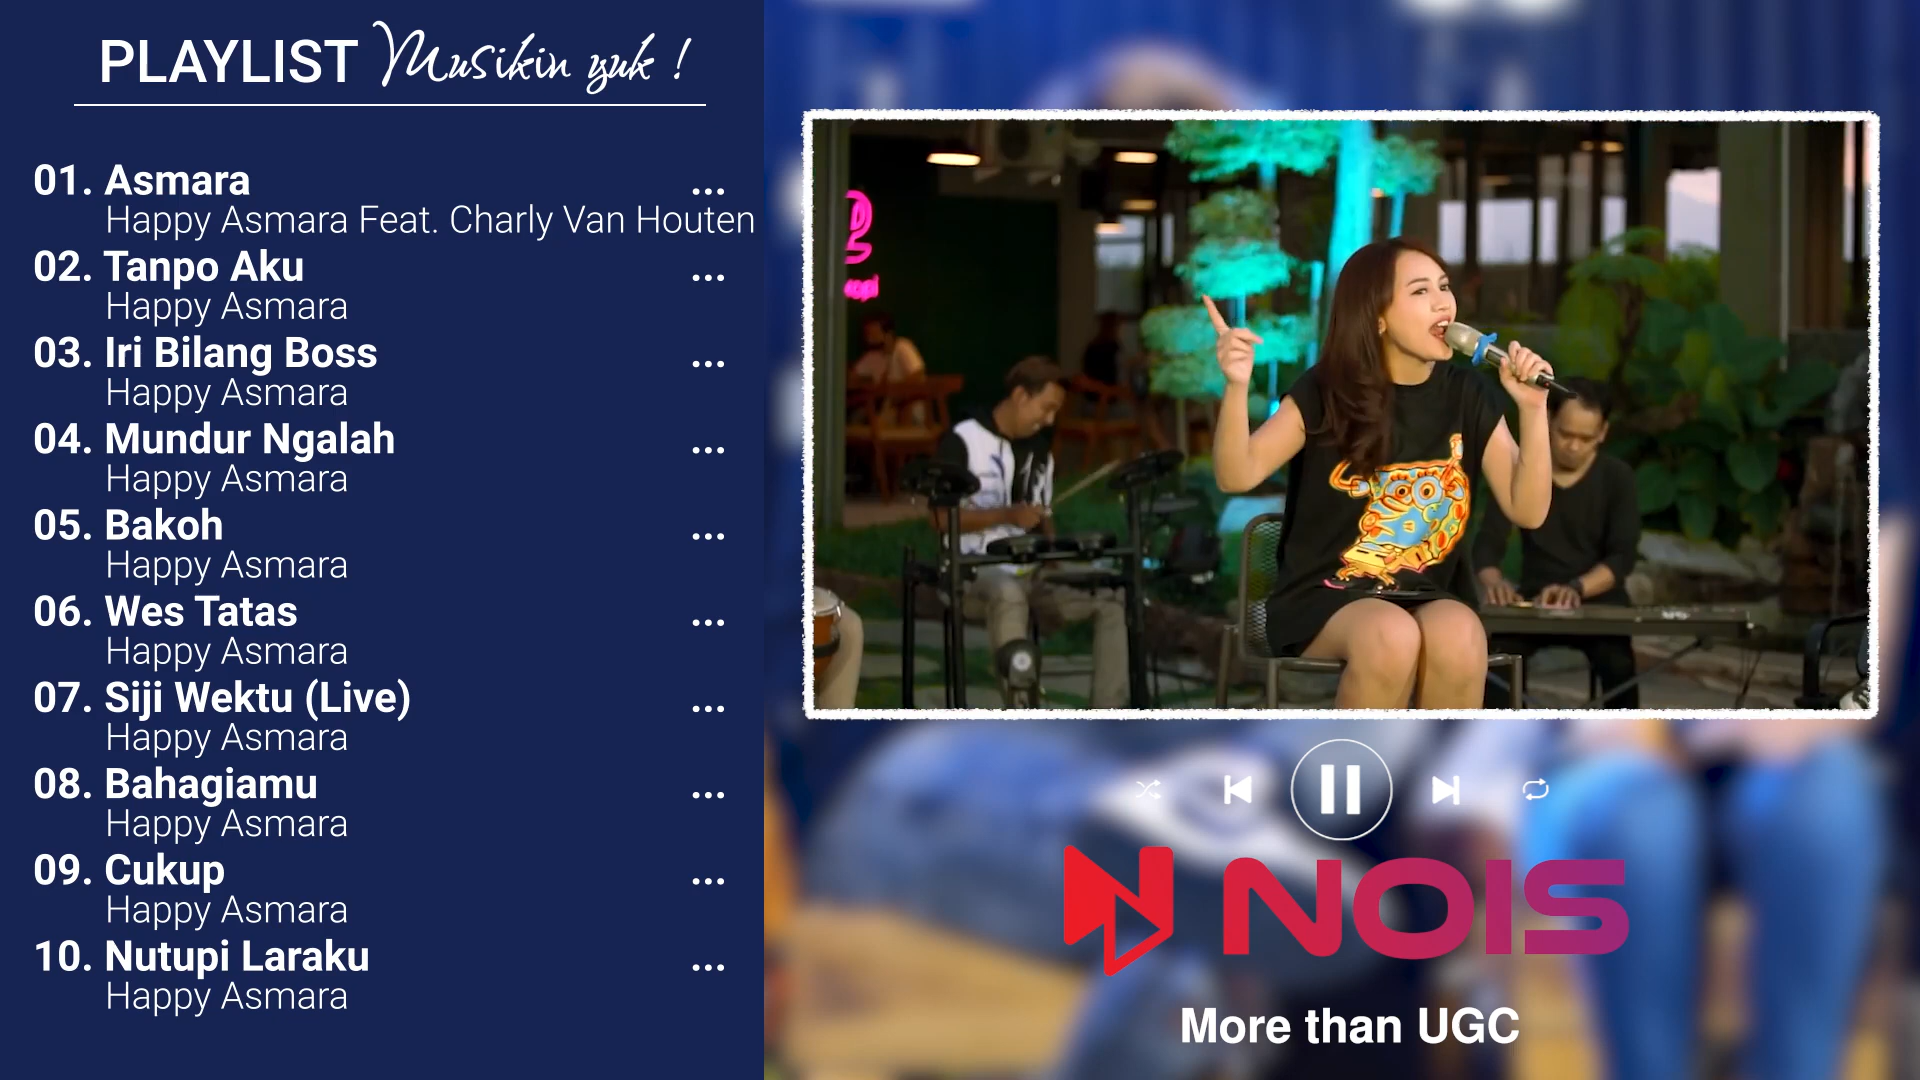 PLAYLIST Musikin yuk !
01. Asmara ...
Happy Asmara Feat. Charly Van Houten
02. Tanpo Aku ...
Happy Asmara
03. Iri Bilang Boss ...
Happy Asmara
04. Mundur Ngalah ...
Happy Asmara
05. Bakoh ...
Happy Asmara
06. Wes Tatas ...
Happy Asmara
07. Siji Wektu (Live) ...
Happy Asmara
08. Bahagiamu ...
Happy Asmara
09. Cukup ...
Happy Asmara
10. Nutupi Laraku ...
Happy Asmara
NOIS
More than UGC